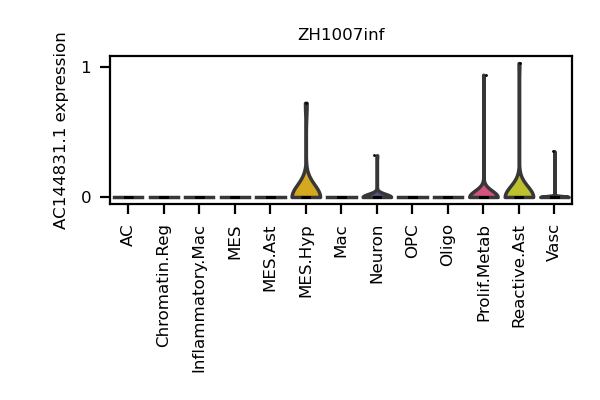 ZH1007inf
AC144831.1 expression
1
0
AC
Chromatin.Reg
Inflammatory.Mac
MES
MES.Ast
MES.Hyp
Mac
Neuron
OPC
Oligo
Prolif.Metab
Reactive.Ast
Vasc